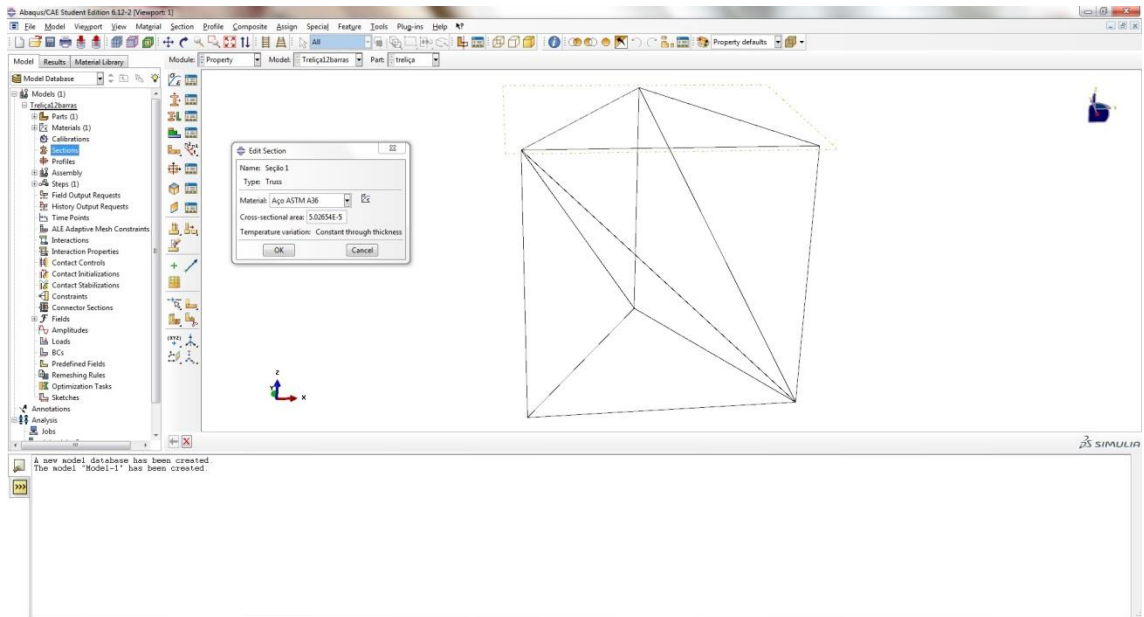 Abaqus/CAE Student Edition 6.12-2 [Viewport: 1]
File Model Viewport View Material Section Profile Composite Assign Special Feature Tools Plug-ins Help
All
Property defaults
Model Results Material Library
Module: Property Model: Treliça12barras Part: treliça
Model Database
Models (1)
Treliça12barras
Parts (1)
Materials (1)
Calibrations
Sections
Profiles
Assembly
Steps (1)
Field Output Requests
History Output Requests
Time Points
ALE Adaptive Mesh Constraints
Interactions
Interaction Properties
Contact Controls
Contact Initializations
Contact Stabilizations
Constraints
Connector Sections
Fields
Amplitudes
Loads
BCs
Predefined Fields
Remeshing Rules
Optimization Tasks
Sketches
Annotations
Analysis
Jobs
Edit Section
Name: Seção 1
Type: Truss
Material: Aço ASTM A36
Cross-sectional area: 5.02654E-5
Temperature variation: Constant through thickness
OK Cancel
Z
Y
X
SIMULIA
A new model database has been created.
The model "Model-1" has been created.
>>>